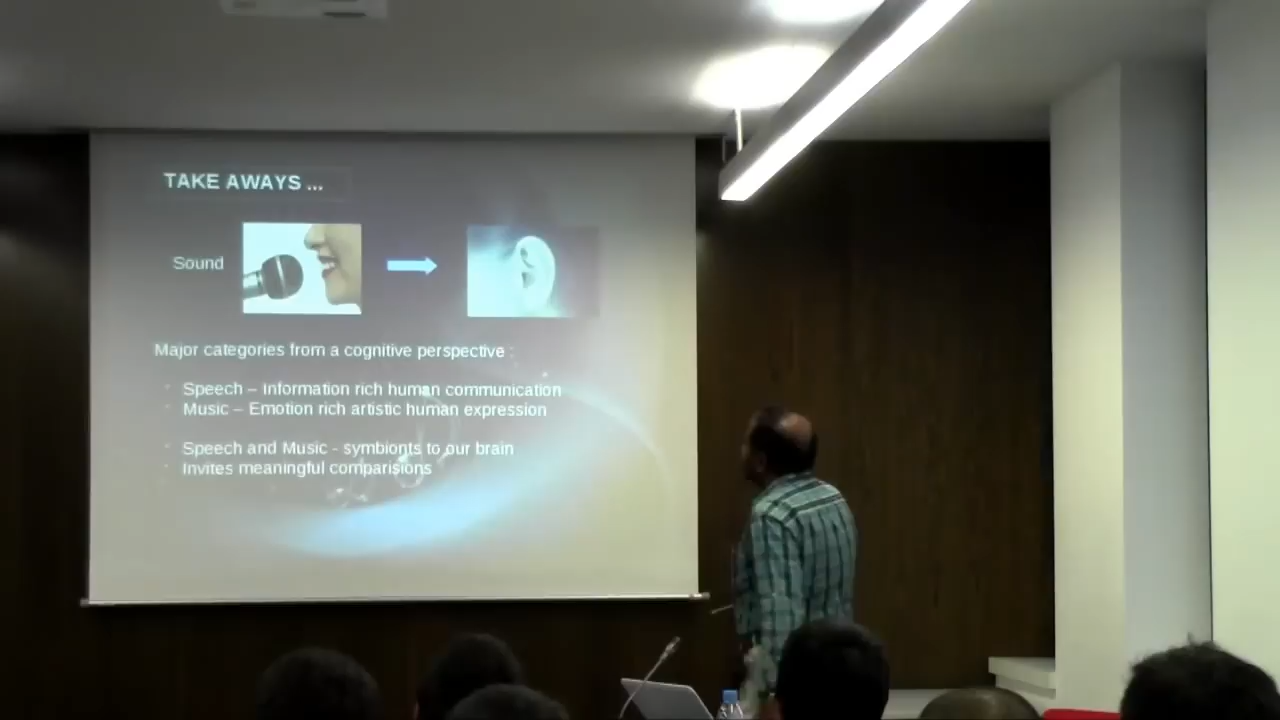 TAKE AWAYS ...
Sound
Major categories from a cognitive perspective :
Speech – Information rich human communication
Music – Emotion rich artistic human expression
Speech and Music - symbionts to our brain
Invites meaningful comparisions